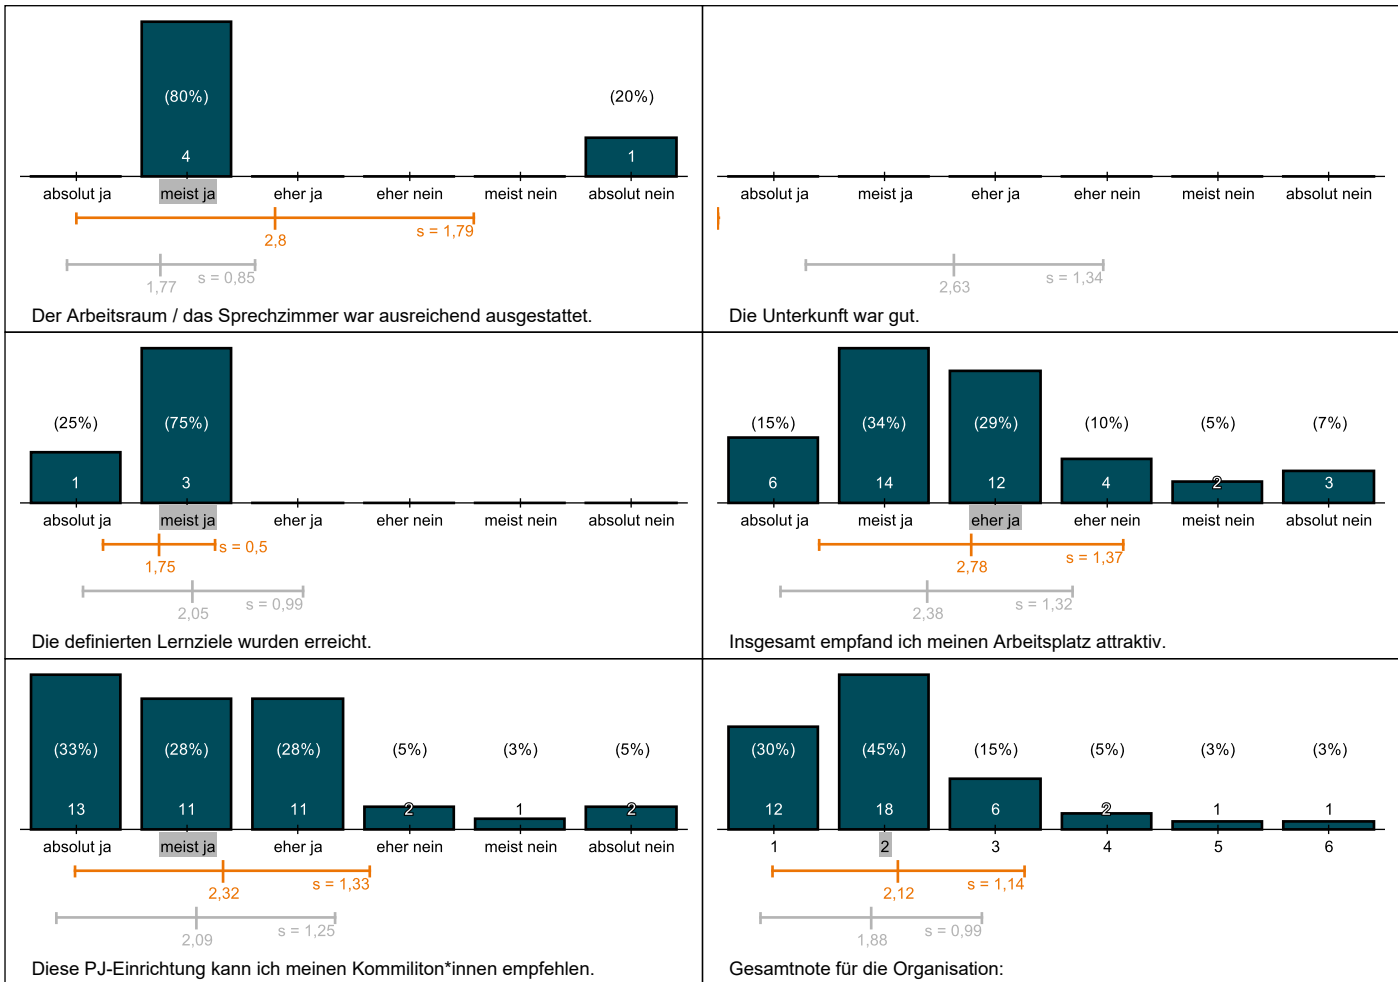 (80%) (20%)
4 1
absolut ja meist ja eher ja eher nein meist nein absolut nein
s = 1,79
2,8
s = 0,85
1,77
Der Arbeitsraum / das Sprechzimmer war ausreichend ausgestattet.
absolut ja meist ja eher ja eher nein meist nein absolut nein
s = 1,34
2,63
Die Unterkunft war gut.
(25%) (75%)
1 3
absolut ja meist ja eher ja eher nein meist nein absolut nein
s = 0,5
1,75
s = 0,99
2,05
Die definierten Lernziele wurden erreicht.
(15%) (34%) (29%) (10%) (5%) (7%)
6 14 12 4 2 3
absolut ja meist ja eher ja eher nein meist nein absolut nein
s = 1,37
2,78
s = 1,32
2,38
Insgesamt empfand ich meinen Arbeitsplatz attraktiv.
(33%) (28%) (28%) (5%) (3%) (5%)
13 11 11 2 1 2
absolut ja meist ja eher ja eher nein meist nein absolut nein
s = 1,33
2,32
s = 1,25
2,09
Diese PJ-Einrichtung kann ich meinen Kommiliton*innen empfehlen.
(30%) (45%) (15%) (5%) (3%) (3%)
12 18 6 2 1 1
1 2 3 4 5 6
s = 1,14
2,12
s = 0,99
1,88
Gesamtnote für die Organisation: